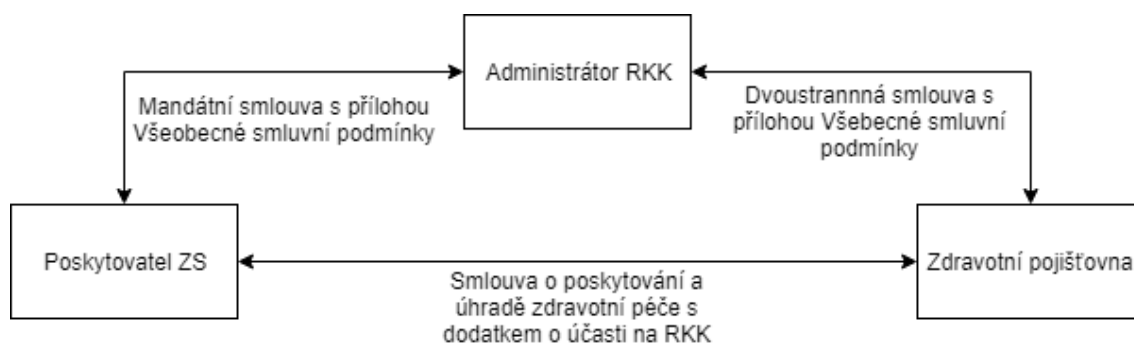 Administrátor RKK
Mandátní smlouva s přílohou
Všeobecné smluvní podmínky
Dvoustrannná smlouva s
přílohou Všebecné smluvní
podmínky
Poskytovatel ZS
Zdravotní pojišťovna
Smlouva o poskytování a
úhradě zdravotní péče s
dodatkem o účasti na RKK